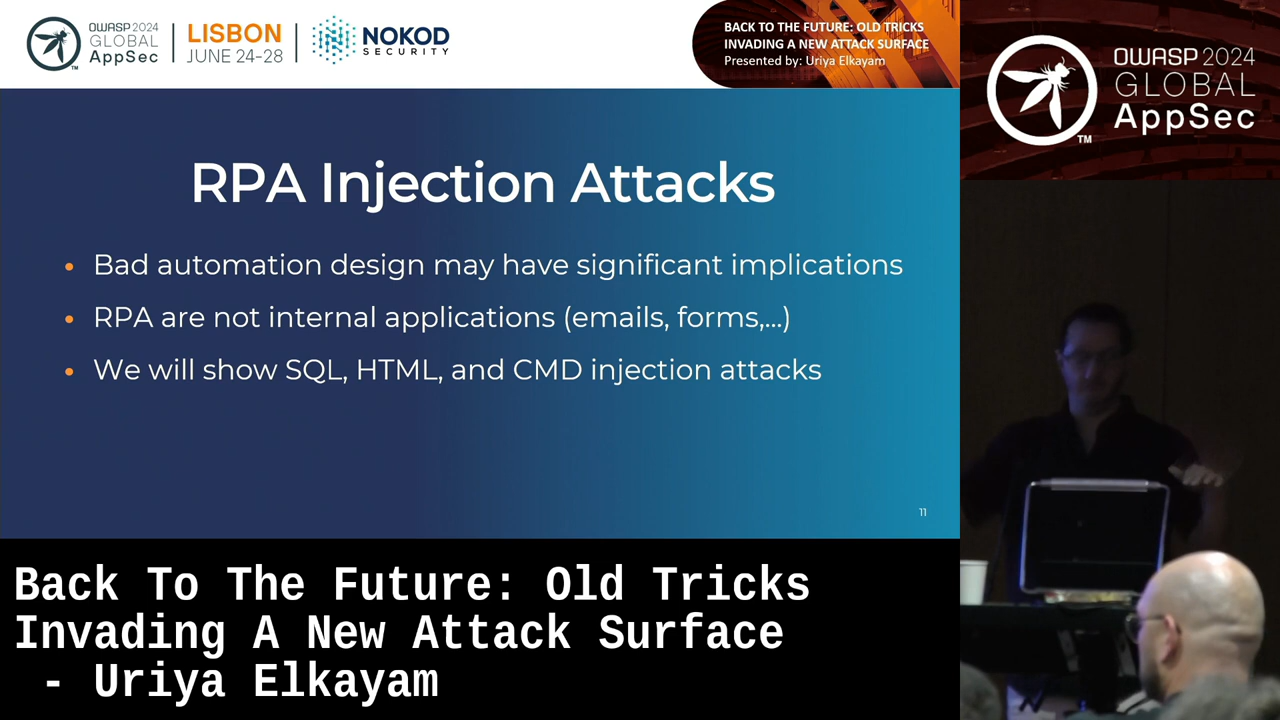 OWASP 2024
GLOBAL
AppSec
TM
LISBON
JUNE 24-28
NOKOD
SECURITY
BACK TO THE FUTURE: OLD TRICKS
INVADING A NEW ATTACK SURFACE
Presented by: Uriya Elkayam
OWASP 2024
GLOBAL
AppSec
TM
RPA Injection Attacks
• Bad automation design may have significant implications
• RPA are not internal applications (emails, forms,...)
• We will show SQL, HTML, and CMD injection attacks
11
Back To The Future: Old Tricks
Invading A New Attack Surface
- Uriya Elkayam